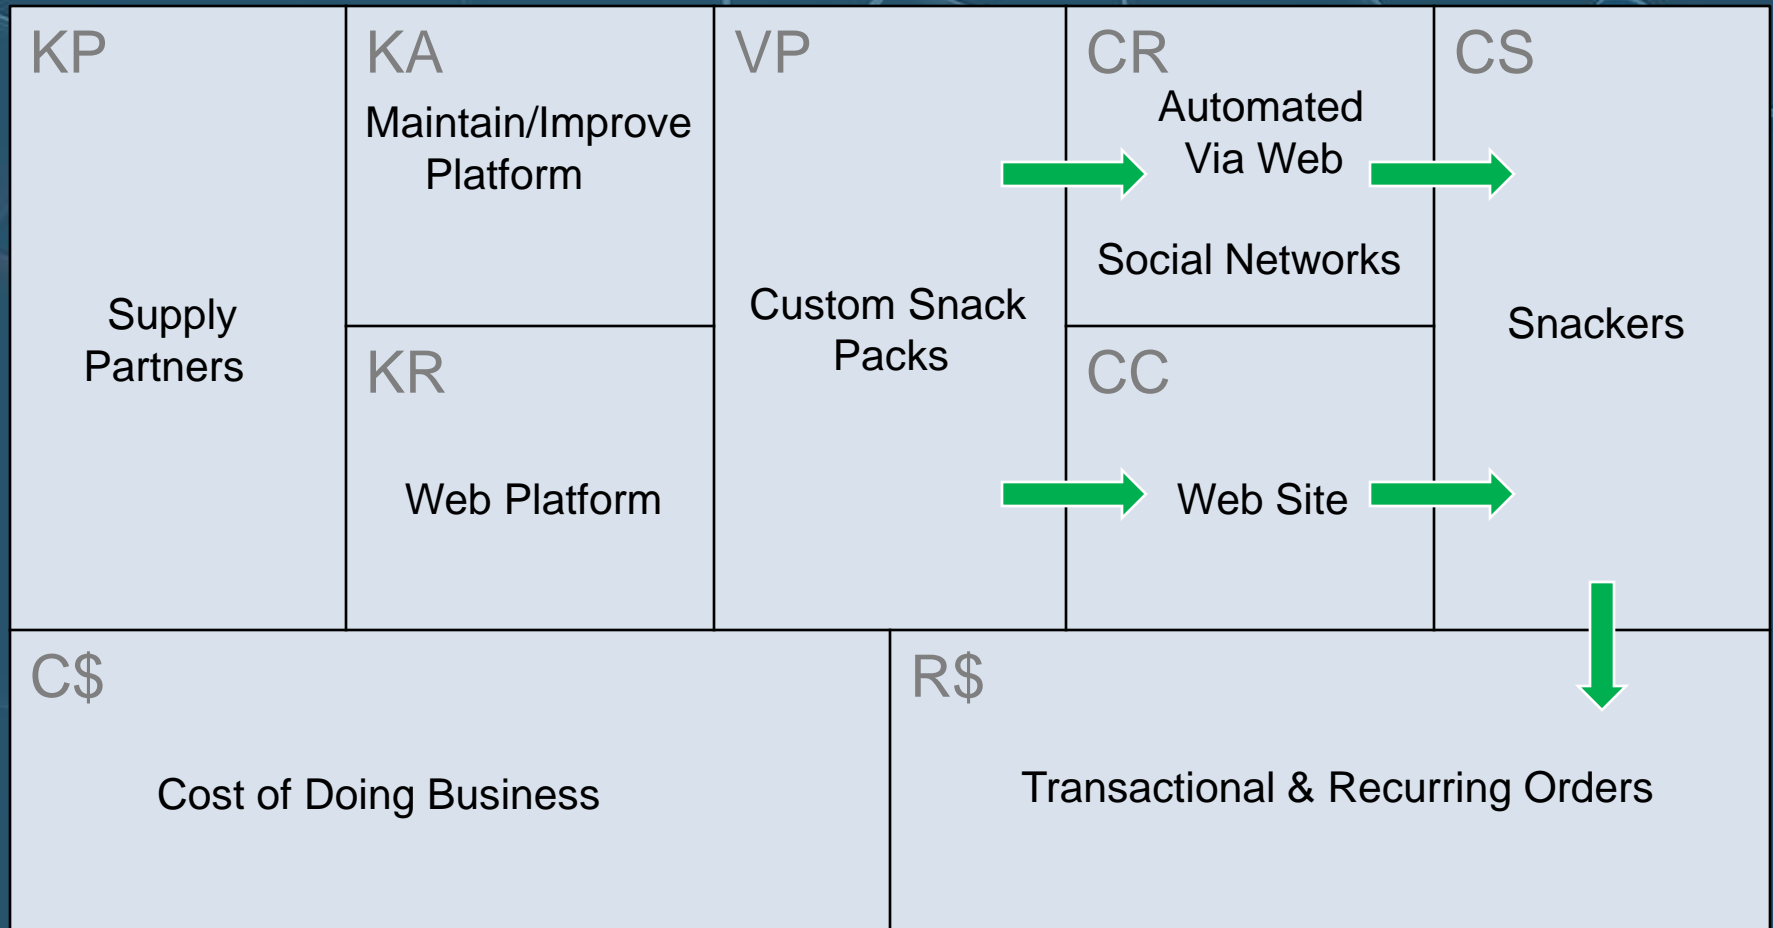 KP
Supply
Partners
KA
Maintain/Improve
Platform
KR
Web Platform
VP
Custom Snack
Packs
CR
Automated
Via Web
Social Networks
CC
Web Site
CS
Snackers
C$
Cost of Doing Business
R$
Transactional & Recurring Orders